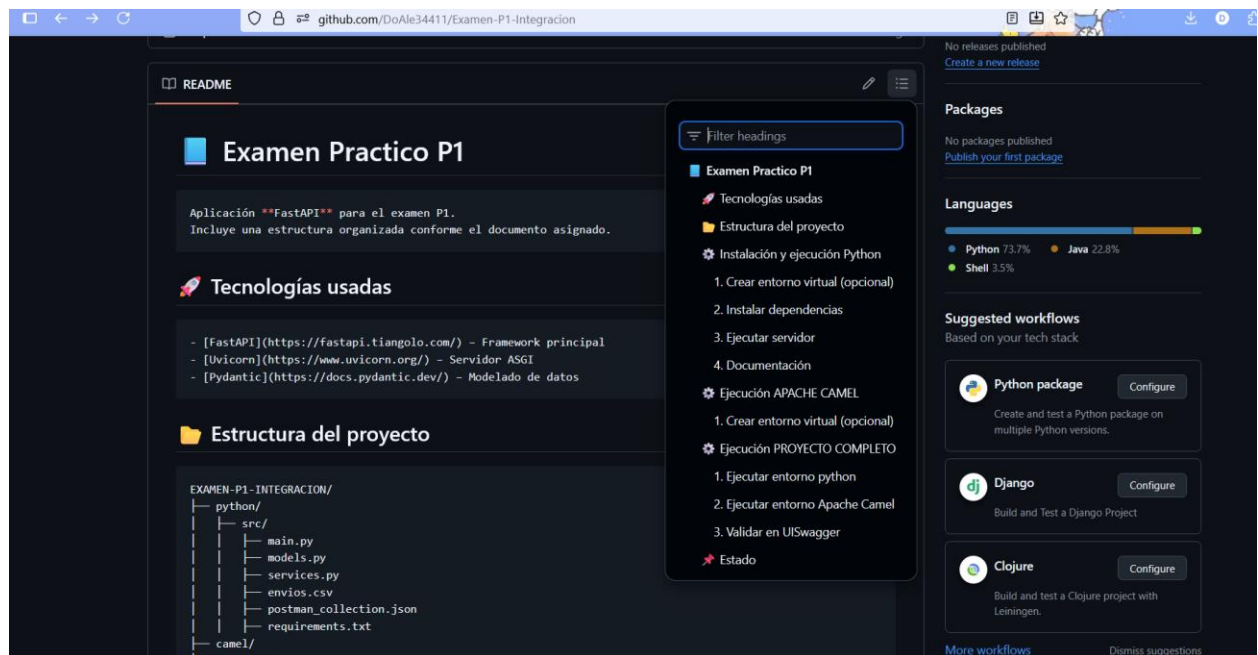 github.com/DoAle34411/Examen-P1-Integracion
README
📘 Examen Practico P1
Aplicación **FastAPI** para el examen P1.
Incluye una estructura organizada conforme el documento asignado.
🚀 Tecnologías usadas
- [FastAPI](https://fastapi.tiangolo.com/) – Framework principal
- [Uvicorn](https://www.uvicorn.org/) – Servidor ASGI
- [Pydantic](https://docs.pydantic.dev/) – Modelado de datos
📂 Estructura del proyecto
EXAMEN-P1-INTEGRACION/
├── python/
│   ├── src/
│   │   ├── main.py
│   │   ├── models.py
│   │   ├── services.py
│   │   ├── envios.csv
│   │   ├── postman_collection.json
│   │   ├── requirements.txt
├── camel/
Filter headings
📘 Examen Practico P1
🚀 Tecnologías usadas
📂 Estructura del proyecto
⚙️ Instalación y ejecución Python
1. Crear entorno virtual (opcional)
2. Instalar dependencias
3. Ejecutar servidor
4. Documentación
⚙️ Ejecución APACHE CAMEL
1. Crear entorno virtual (opcional)
⚙️ Ejecución PROYECTO COMPLETO
1. Ejecutar entorno python
2. Ejecutar entorno Apache Camel
3. Validar en UISwagger
📌 Estado
No releases published
Create a new release
Packages
No packages published
Publish your first package
Languages
Python 73.7% Java 22.8%
Shell 3.5%
Suggested workflows
Based on your tech stack
Python package Configure
Create and test a Python package on
multiple Python versions.
dj Django Configure
Build and Test a Django Project
Clojure Configure
Build and test a Clojure project with
Leiningen.
More workflows Dismiss suggestions